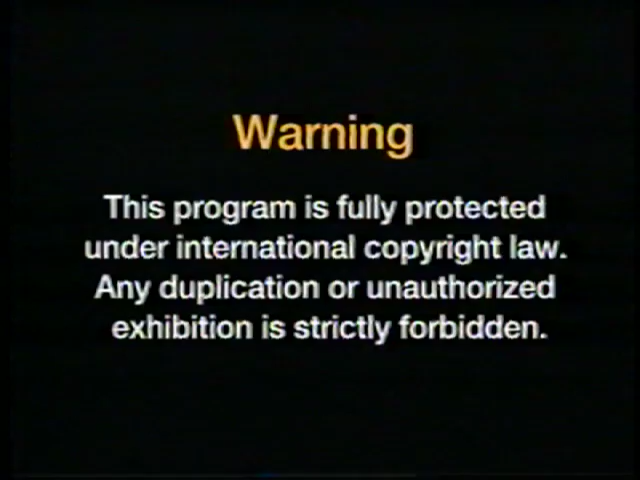 Warning
This program is fully protected
under international copyright law.
Any duplication or unauthorized
exhibition is strictly forbidden.